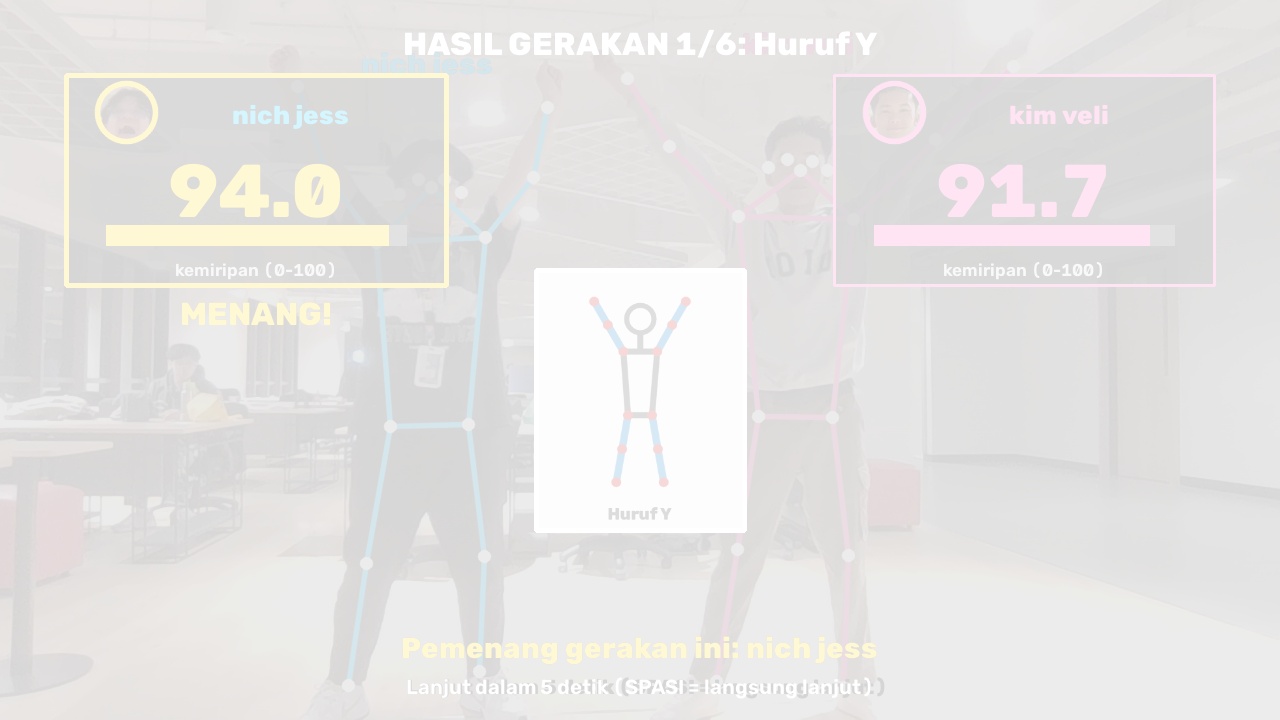 HASIL GERAKAN 1/6: Huruf Y
nich jess
nich jess
94.0
kemiripan (0-100)
MENANG!
kim veli
91.7
kemiripan (0-100)
Huruf Y
Pemenang gerakan ini: nich jess
Lanjut dalam 5 detik (SPASI = langsung lanjut)